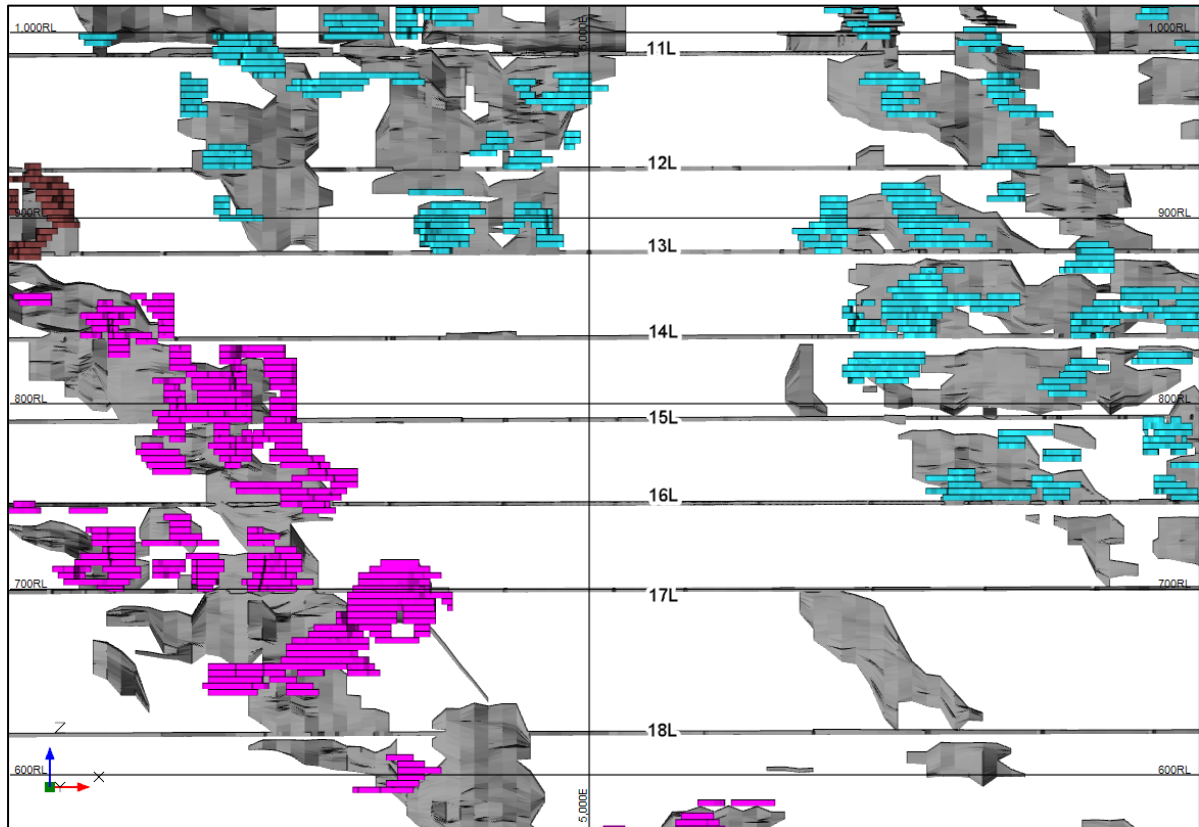 1,000RL
5,000E
1,000RL
11L
12L
900RL
900RL
13L
14L
800RL
800RL
15L
16L
700RL
700RL
17L
18L
Z
600RL
600RL
Y
X
5,000E